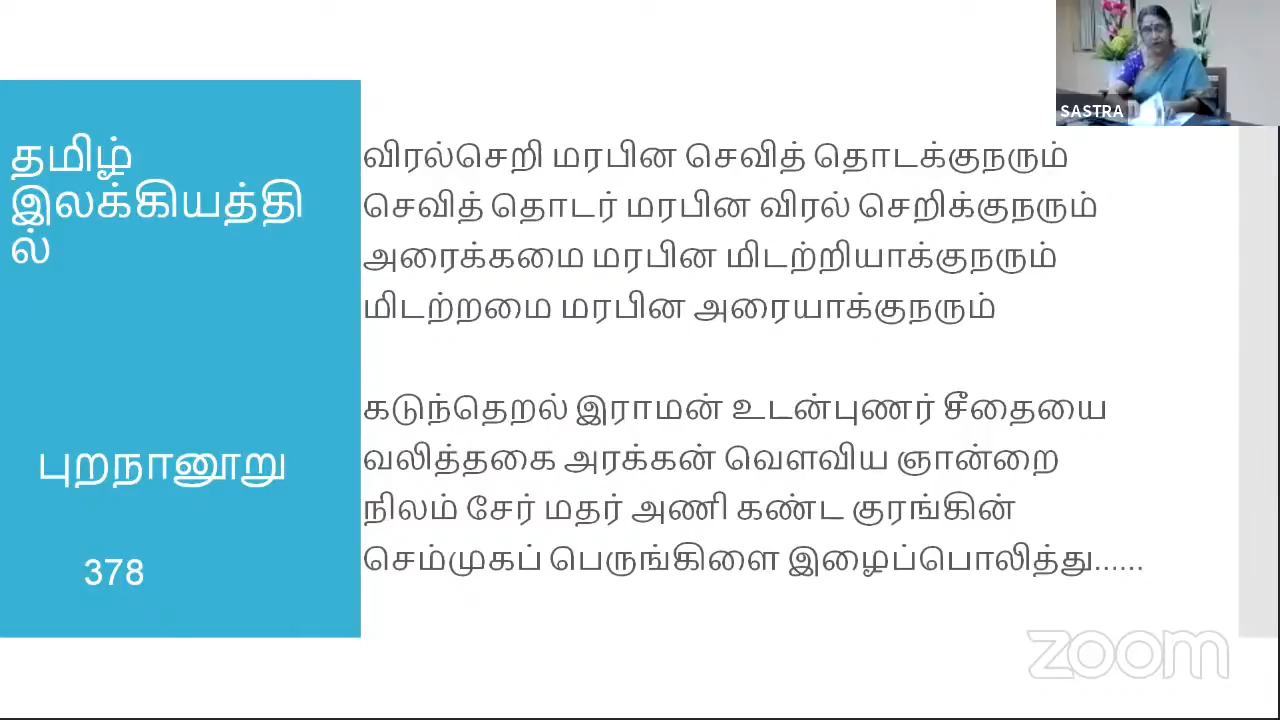 SASTRA
தமிழ்
இலக்கியத்தி
ல்
புறநானூறு
378
விரல்செறி மரபின செவித் தொடக்குநரும்
செவித் தொடர் மரபின விரல் செறிக்குநரும்
அரைக்கமை மரபின மிடற்றியாக்குநரும்
மிடற்றமை மரபின அரையாக்குநரும்
கடுந்தெறல் இராமன் உடன்புணர் சீதையை
வலித்தகை அரக்கன் வௌவிய ஞான்றை
நிலம் சேர் மதர் அணி கண்ட குரங்கின்
செம்முகப் பெருங்கிளை இழைப்பொலித்து......
zoom